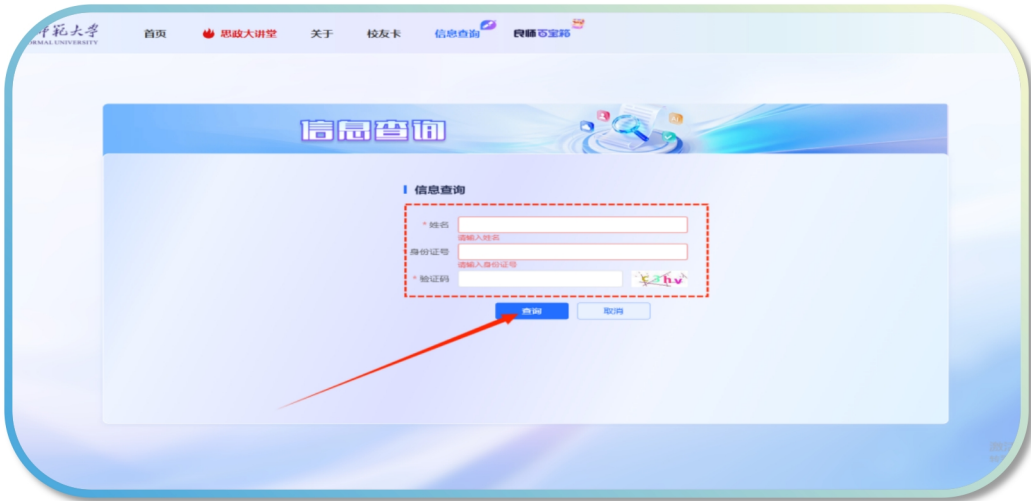 师范大学
ORMAL UNIVERSITY
首页 思政大讲堂 关于 校友卡 信息查询 良师百宝箱
信息查询
信息查询
* 姓名
请输入姓名
身份证号
请输入身份证号
* 验证码
查询 取消